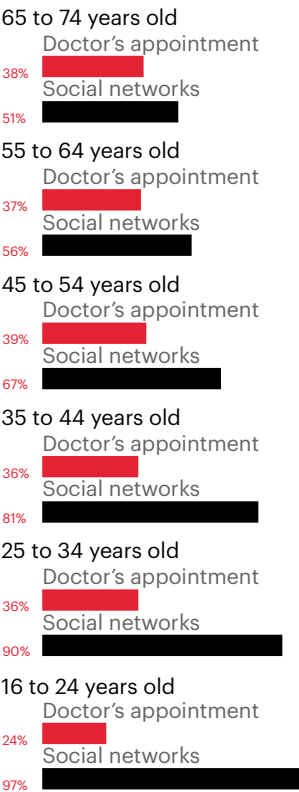 65 to 74 years old
Doctor's appointment
38%
Social networks
51%
55 to 64 years old
Doctor's appointment
37%
Social networks
56%
45 to 54 years old
Doctor's appointment
39%
Social networks
67%
35 to 44 years old
Doctor's appointment
36%
Social networks
81%
25 to 34 years old
Doctor's appointment
36%
Social networks
90%
16 to 24 years old
Doctor's appointment
24%
Social networks
97%